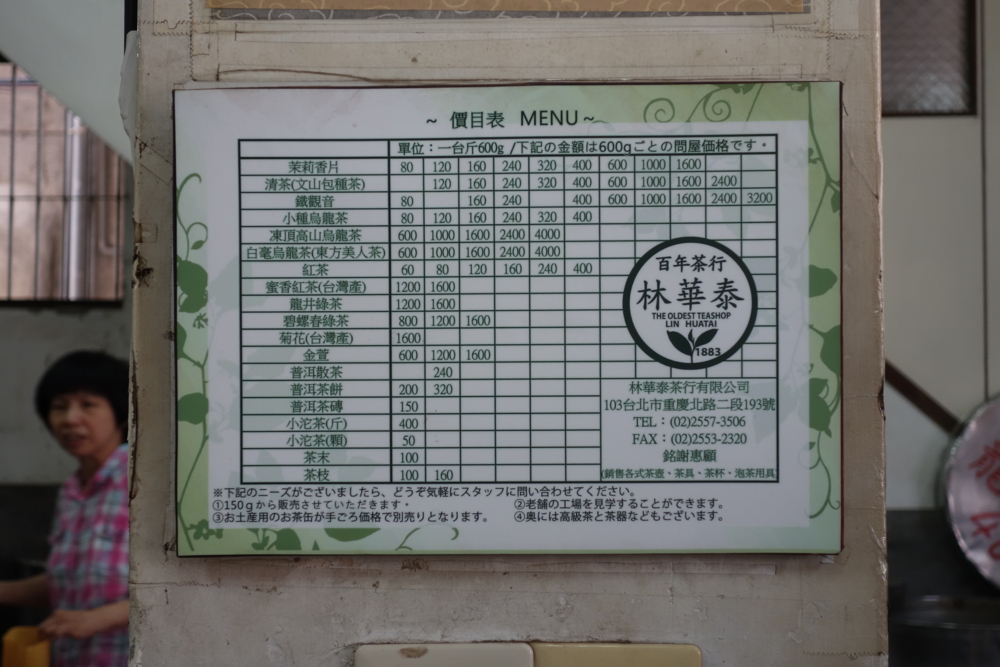 ~ 價目表 MENU ~
單位：一台斤600g /下記の金額は600gごとの問屋価格です・
茉莉香片 80 120 160 240 320 400 600 1000 1600
清茶(文山包種茶) 120 160 240 320 400 600 1000 1600 2400
鐵觀音 80 160 240 400 600 1000 1600 2400 3200
小種烏龍茶 80 120 160 240 320 400
凍頂高山烏龍茶 600 1000 1600 2400 4000
白毫烏龍茶(東方美人茶) 600 1000 1600 2400 4000
紅茶 60 80 120 160 240 400
蜜香紅茶(台灣產) 1200 1600
龍井綠茶 1200 1600
碧螺春綠茶 800 1200 1600
菊花(台灣產) 1600
金萱 600 1200 1600
普洱散茶 240
普洱茶餅 200 320
普洱茶磚 150
小沱茶(斤) 400
小沱茶(顆) 50
茶末 100
茶枝 100 160
百年茶行
林華泰
THE OLDEST TEASHOP
LIN HUATAI
1883
林華泰茶行有限公司
103台北市重慶北路二段193號
TEL：(02)2557-3506
FAX：(02)2553-2320
銘謝惠顧
(銷售各式茶壺、茶具、茶杯、泡茶用具
※下記のニーズがございましたら、どうぞ気軽にスタッフに問い合わせてください。
①150ｇから販売させていただきます・ ②老舗の工場を見学することができます。
③お土産用のお茶缶が手ごろ価格で別売りとなります。 ④奥には高級茶と茶器などもございます。